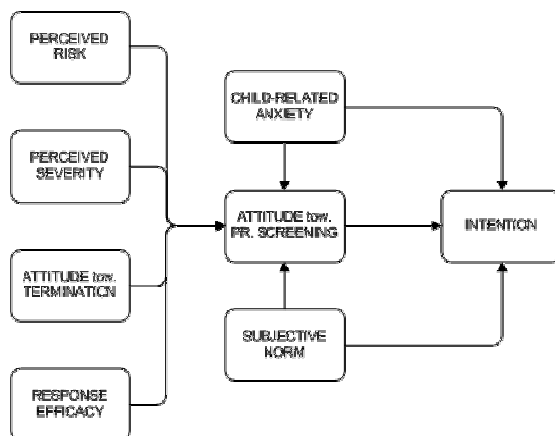 PERCEIVED
RISK
PERCEIVED
SEVERITY
ATTITUDE tow.
TERMINATION
RESPONSE
EFFICACY
CHILD-RELATED
ANXIETY
ATTITUDE tow.
PR. SCREENING
SUBJECTIVE
NORM
INTENTION